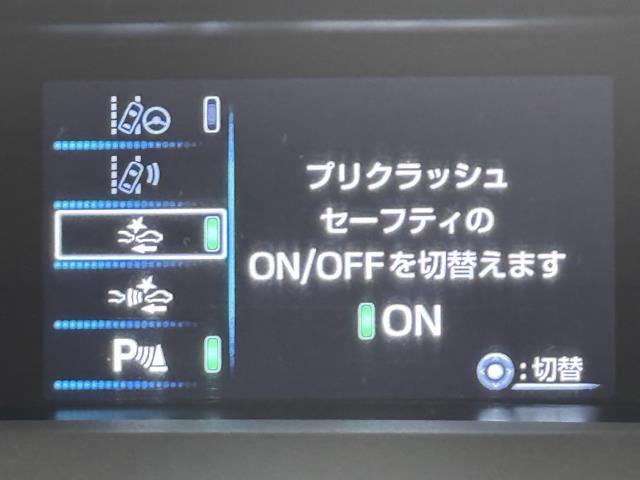 プリクラッシュ
セーフティの
ON/OFFを切替えます
ON
P
:切替